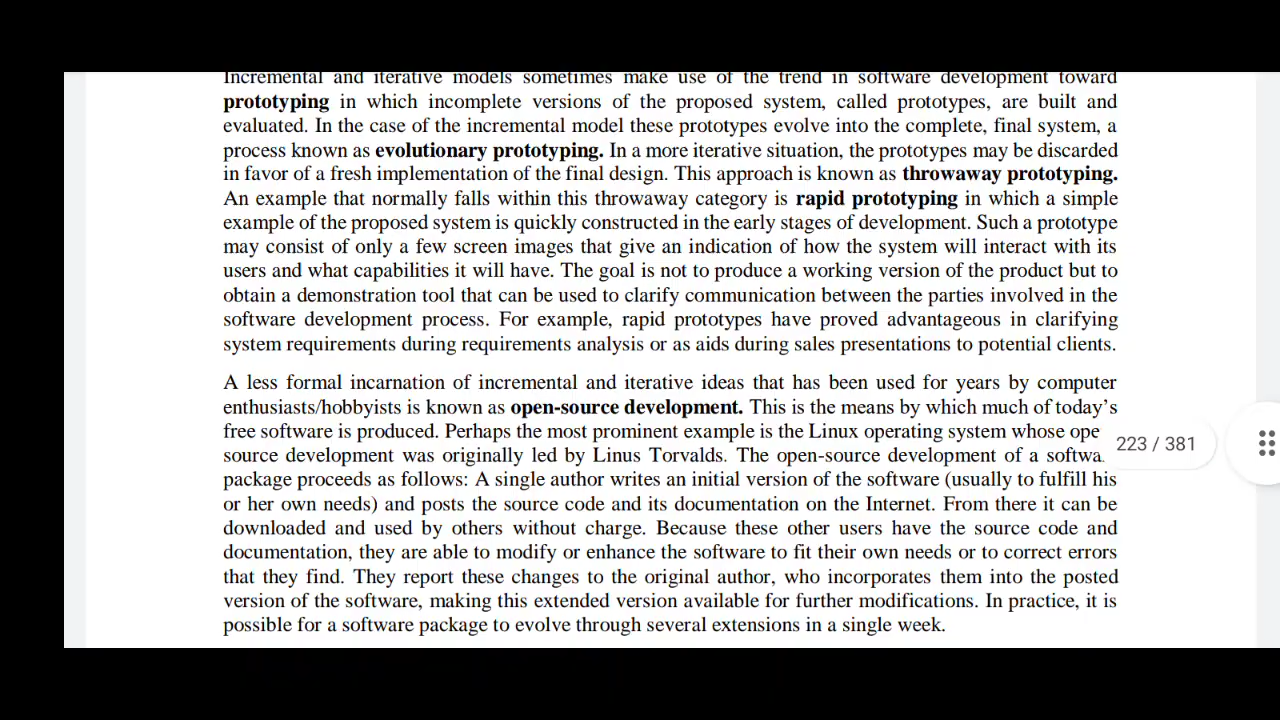 Incremental and iterative models sometimes make use of the trend in software development toward
prototyping in which incomplete versions of the proposed system, called prototypes, are built and
evaluated. In the case of the incremental model these prototypes evolve into the complete, final system, a
process known as evolutionary prototyping. In a more iterative situation, the prototypes may be discarded
in favor of a fresh implementation of the final design. This approach is known as throwaway prototyping.
An example that normally falls within this throwaway category is rapid prototyping in which a simple
example of the proposed system is quickly constructed in the early stages of development. Such a prototype
may consist of only a few screen images that give an indication of how the system will interact with its
users and what capabilities it will have. The goal is not to produce a working version of the product but to
obtain a demonstration tool that can be used to clarify communication between the parties involved in the
software development process. For example, rapid prototypes have proved advantageous in clarifying
system requirements during requirements analysis or as aids during sales presentations to potential clients.
A less formal incarnation of incremental and iterative ideas that has been used for years by computer
enthusiasts/hobbyists is known as open-source development. This is the means by which much of today's
free software is produced. Perhaps the most prominent example is the Linux operating system whose ope
223 / 381
source development was originally led by Linus Torvalds. The open-source development of a softwa
package proceeds as follows: A single author writes an initial version of the software (usually to fulfill his
or her own needs) and posts the source code and its documentation on the Internet. From there it can be
downloaded and used by others without charge. Because these other users have the source code and
documentation, they are able to modify or enhance the software to fit their own needs or to correct errors
that they find. They report these changes to the original author, who incorporates them into the posted
version of the software, making this extended version available for further modifications. In practice, it is
possible for a software package to evolve through several extensions in a single week.